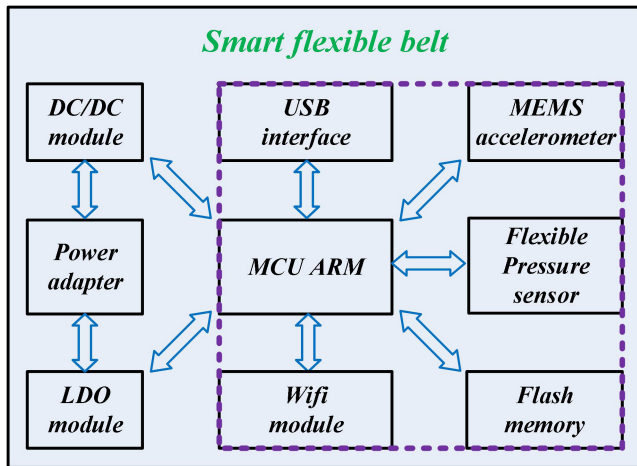 Smart flexible belt
DC/DC
module
USB
interface
MEMS
accelerometer
Power
adapter
MCU ARM
Flexible
Pressure
sensor
LDO
module
Wifi
module
Flash
memory